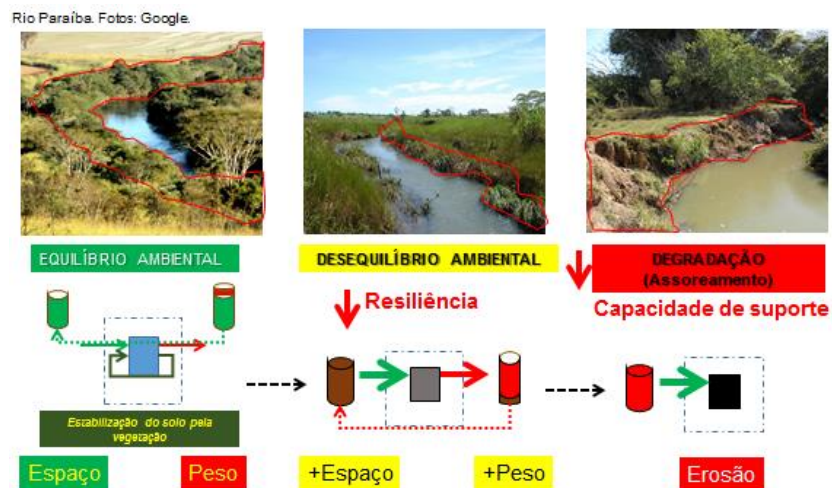 Rio Paraíba. Fotos: Google.
EQUILÍBRIO AMBIENTAL
DESEQUILÍBRIO AMBIENTAL
DEGRADAÇÃO
(Assoreamento)
Resiliência
Capacidade de suporte
Estabilização do solo pela
vegetação
Espaço
Peso
+Espaço
+Peso
Erosão